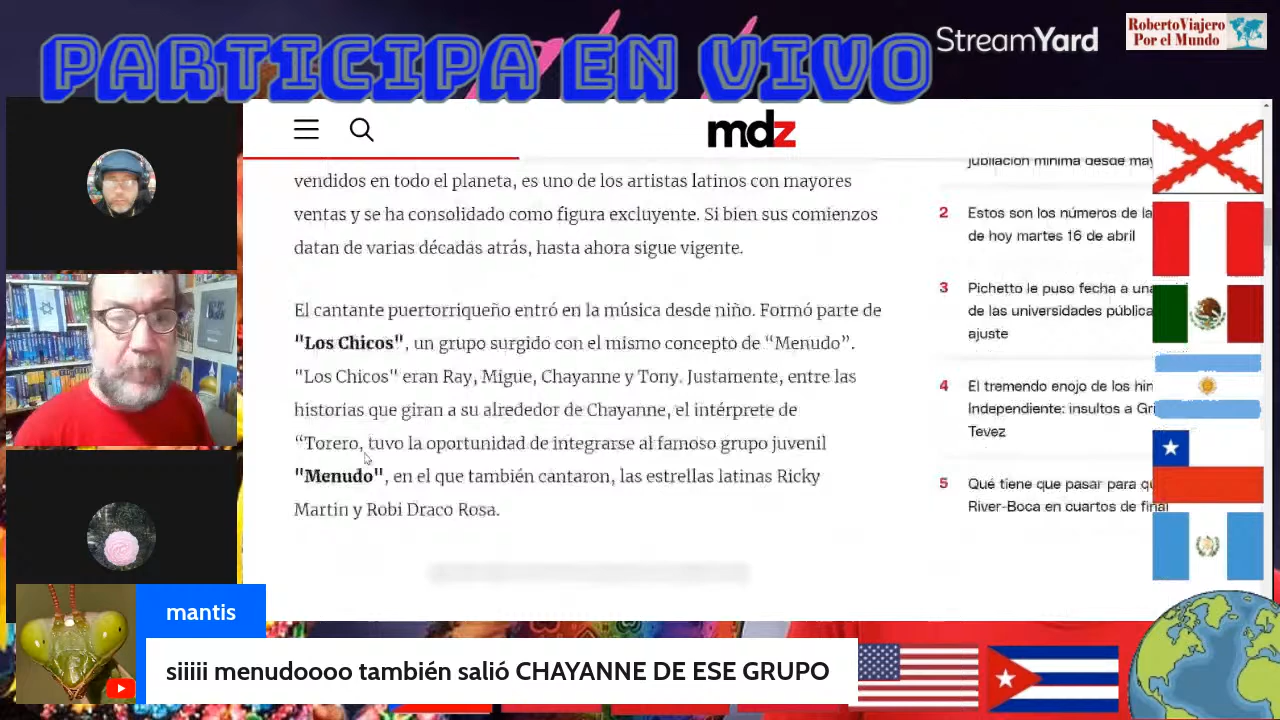 PARTICIPA EN VIVO
StreamYard
RobertoViajero
Por el Mundo
mdz
vendidos en todo el planeta, es uno de los artistas latinos con mayores
ventas y se ha consolidado como figura excluyente. Si bien sus comienzos
datan de varias décadas atrás, hasta ahora sigue vigente.
El cantante puertorriqueño entró en la música desde niño. Formó parte de
"Los Chicos", un grupo surgido con el mismo concepto de “Menudo”.
"Los Chicos" eran Ray, Migue, Chayanne y Tony. Justamente, entre las
historias que giran a su alrededor de Chayanne, el intérprete de
“Torero, tuvo la oportunidad de integrarse al famoso grupo juvenil
"Menudo", en el que también cantaron, las estrellas latinas Ricky
Martin y Robi Draco Rosa.
jubilación mínima desde may
2 Estos son los números de la
de hoy martes 16 de abril
3 Pichetto le puso fecha a una
de las universidades pública
ajuste
4 El tremendo enojo de los hin
Independiente: insultos a Gr
Tevez
5 Qué tiene que pasar para qu
River-Boca en cuartos de final
mantis
siiiii menudoooo también salió CHAYANNE DE ESE GRUPO